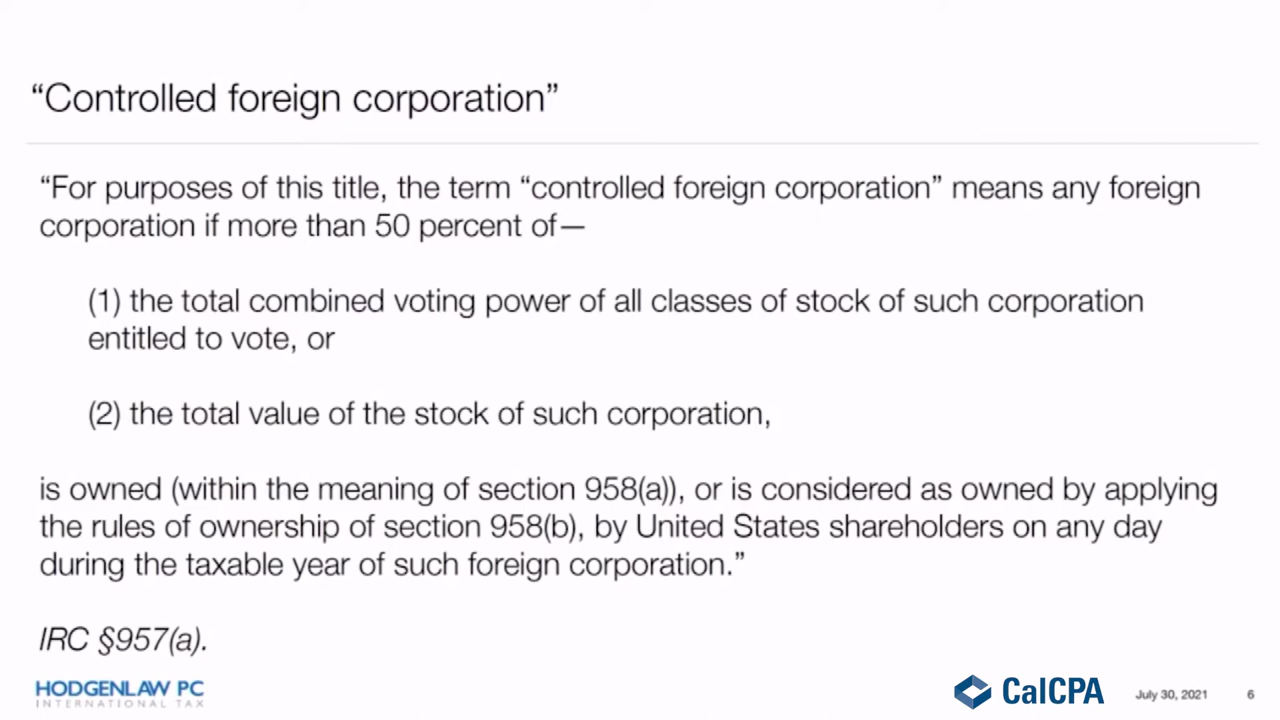 “Controlled foreign corporation”
“For purposes of this title, the term “controlled foreign corporation” means any foreign
corporation if more than 50 percent of—
(1) the total combined voting power of all classes of stock of such corporation
entitled to vote, or
(2) the total value of the stock of such corporation,
is owned (within the meaning of section 958(a)), or is considered as owned by applying
the rules of ownership of section 958(b), by United States shareholders on any day
during the taxable year of such foreign corporation.”
IRC §957(a).
HODGENLAW PC
INTERNATIONAL TAX
CalCPA
July 30, 2021
6